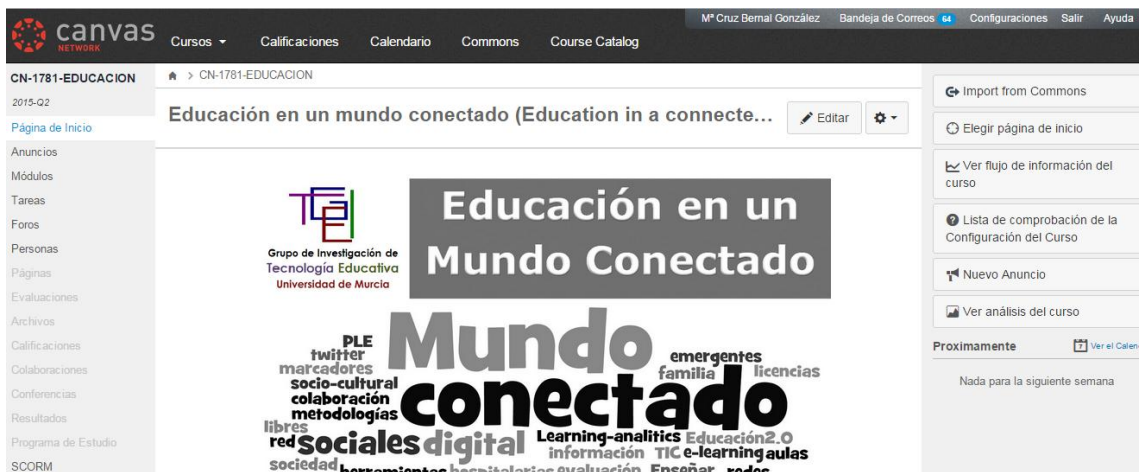 Mª Cruz Bernal González Bandeja de Correos 64 Configuraciones Salir Ayuda
canvas
NETWORK
Cursos Calificaciones Calendario Commons Course Catalog
CN-1781-EDUCACION
2015-Q2
Página de Inicio
Anuncios
Módulos
Tareas
Foros
Personas
Páginas
Evaluaciones
Archivos
Calificaciones
Colaboraciones
Conferencias
Resultados
Programa de Estudio
SCORM
> CN-1781-EDUCACION
Educación en un mundo conectado (Education in a connecte...
Editar
TGEI
Grupo de Investigación de
Tecnología Educativa
Universidad de Murcia
Educación en un
Mundo Conectado
Mundo
PLE
twitter
marcadores
socio-cultural
colaboración
metodologías
emergentes
familia
licencias
conectado
libres
red
sociales
digital
Learning-analitics
Educación2.0
información TIC e-learning aulas
sociedad herramientas hospitalarias evaluación Enseñar redes
Import from Commons
Elegir página de inicio
Ver flujo de información del
curso
Lista de comprobación de la
Configuración del Curso
Nuevo Anuncio
Ver análisis del curso
Proximamente
7 Ver el Calen
Nada para la siguiente semana